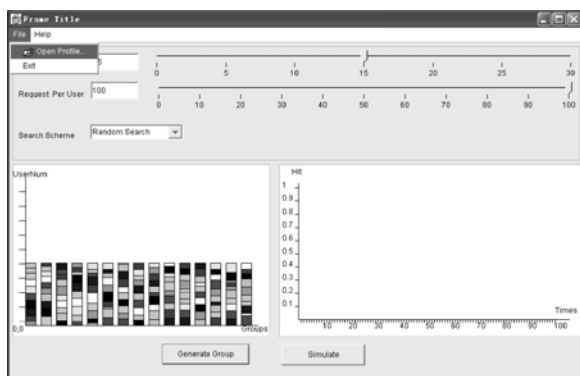 Frame Title
File Help
Open Profile...
Exit
5
0 5 10 15 20 25 30
Request Per User 100
0 10 20 30 40 50 60 70 80 90 100
Search Scheme Random Search
UserNum
0,0
Groups
Hit
1
0.9
0.8
0.7
0.6
0.5
0.4
0.3
0.2
0.1
Times
10 20 30 40 50 60 70 80 90 100
Generate Group Simulate